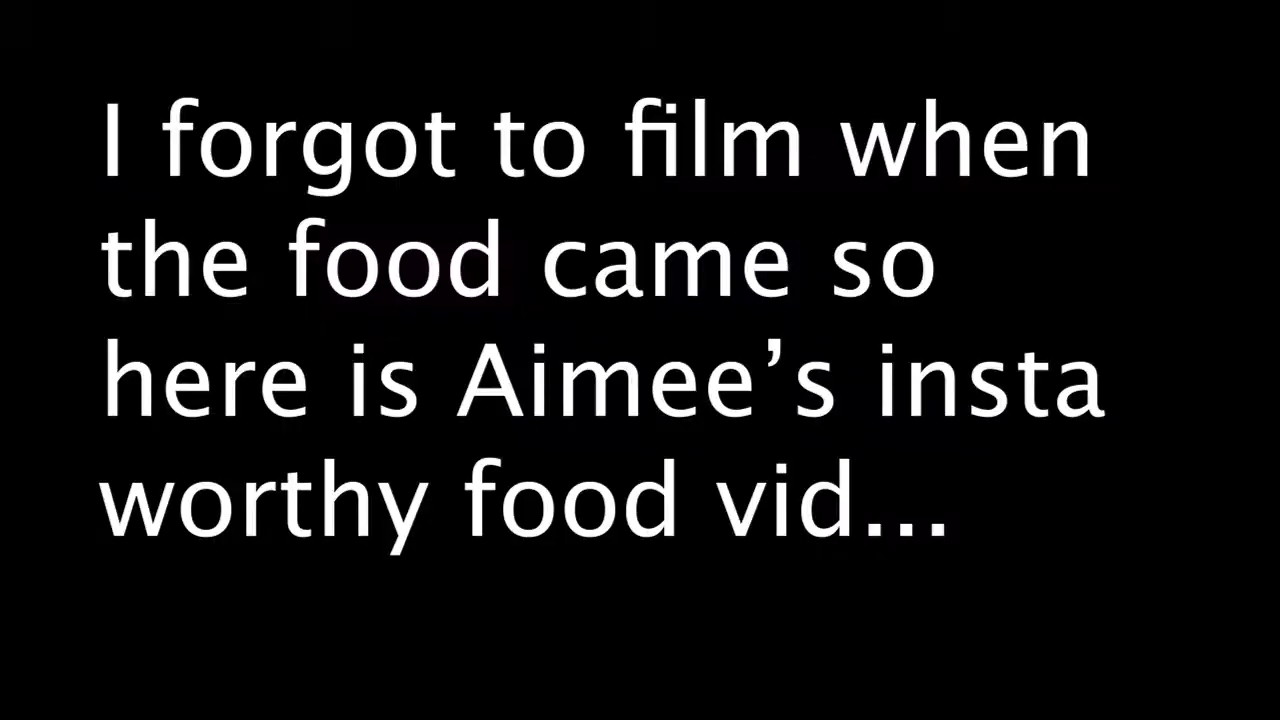 I forgot to film when
the food came so
here is Aimee’s insta
worthy food vid...